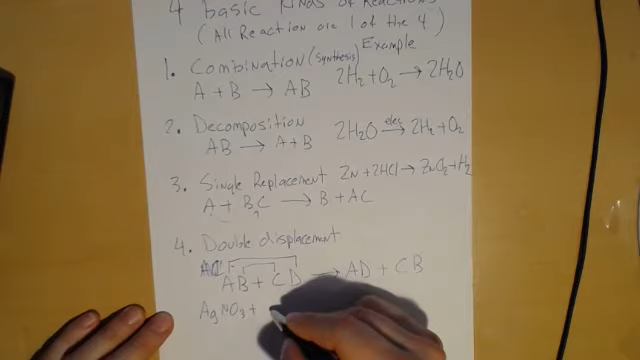 4 basic Kinds of Reactions
(All Reaction are 1 of the 4)
Example
1. Combination (synthesis)
A + B → AB
2H₂ + O₂ → 2H₂O
2. Decomposition
AB → A + B
2H₂O elec→ 2H₂ + O₂
3. Single Replacement
Zn + 2HCl → ZnCl₂ + H₂
A + BC → B + AC
4. Double displacement
AB + CD → AD + CB
AgNO₃ +